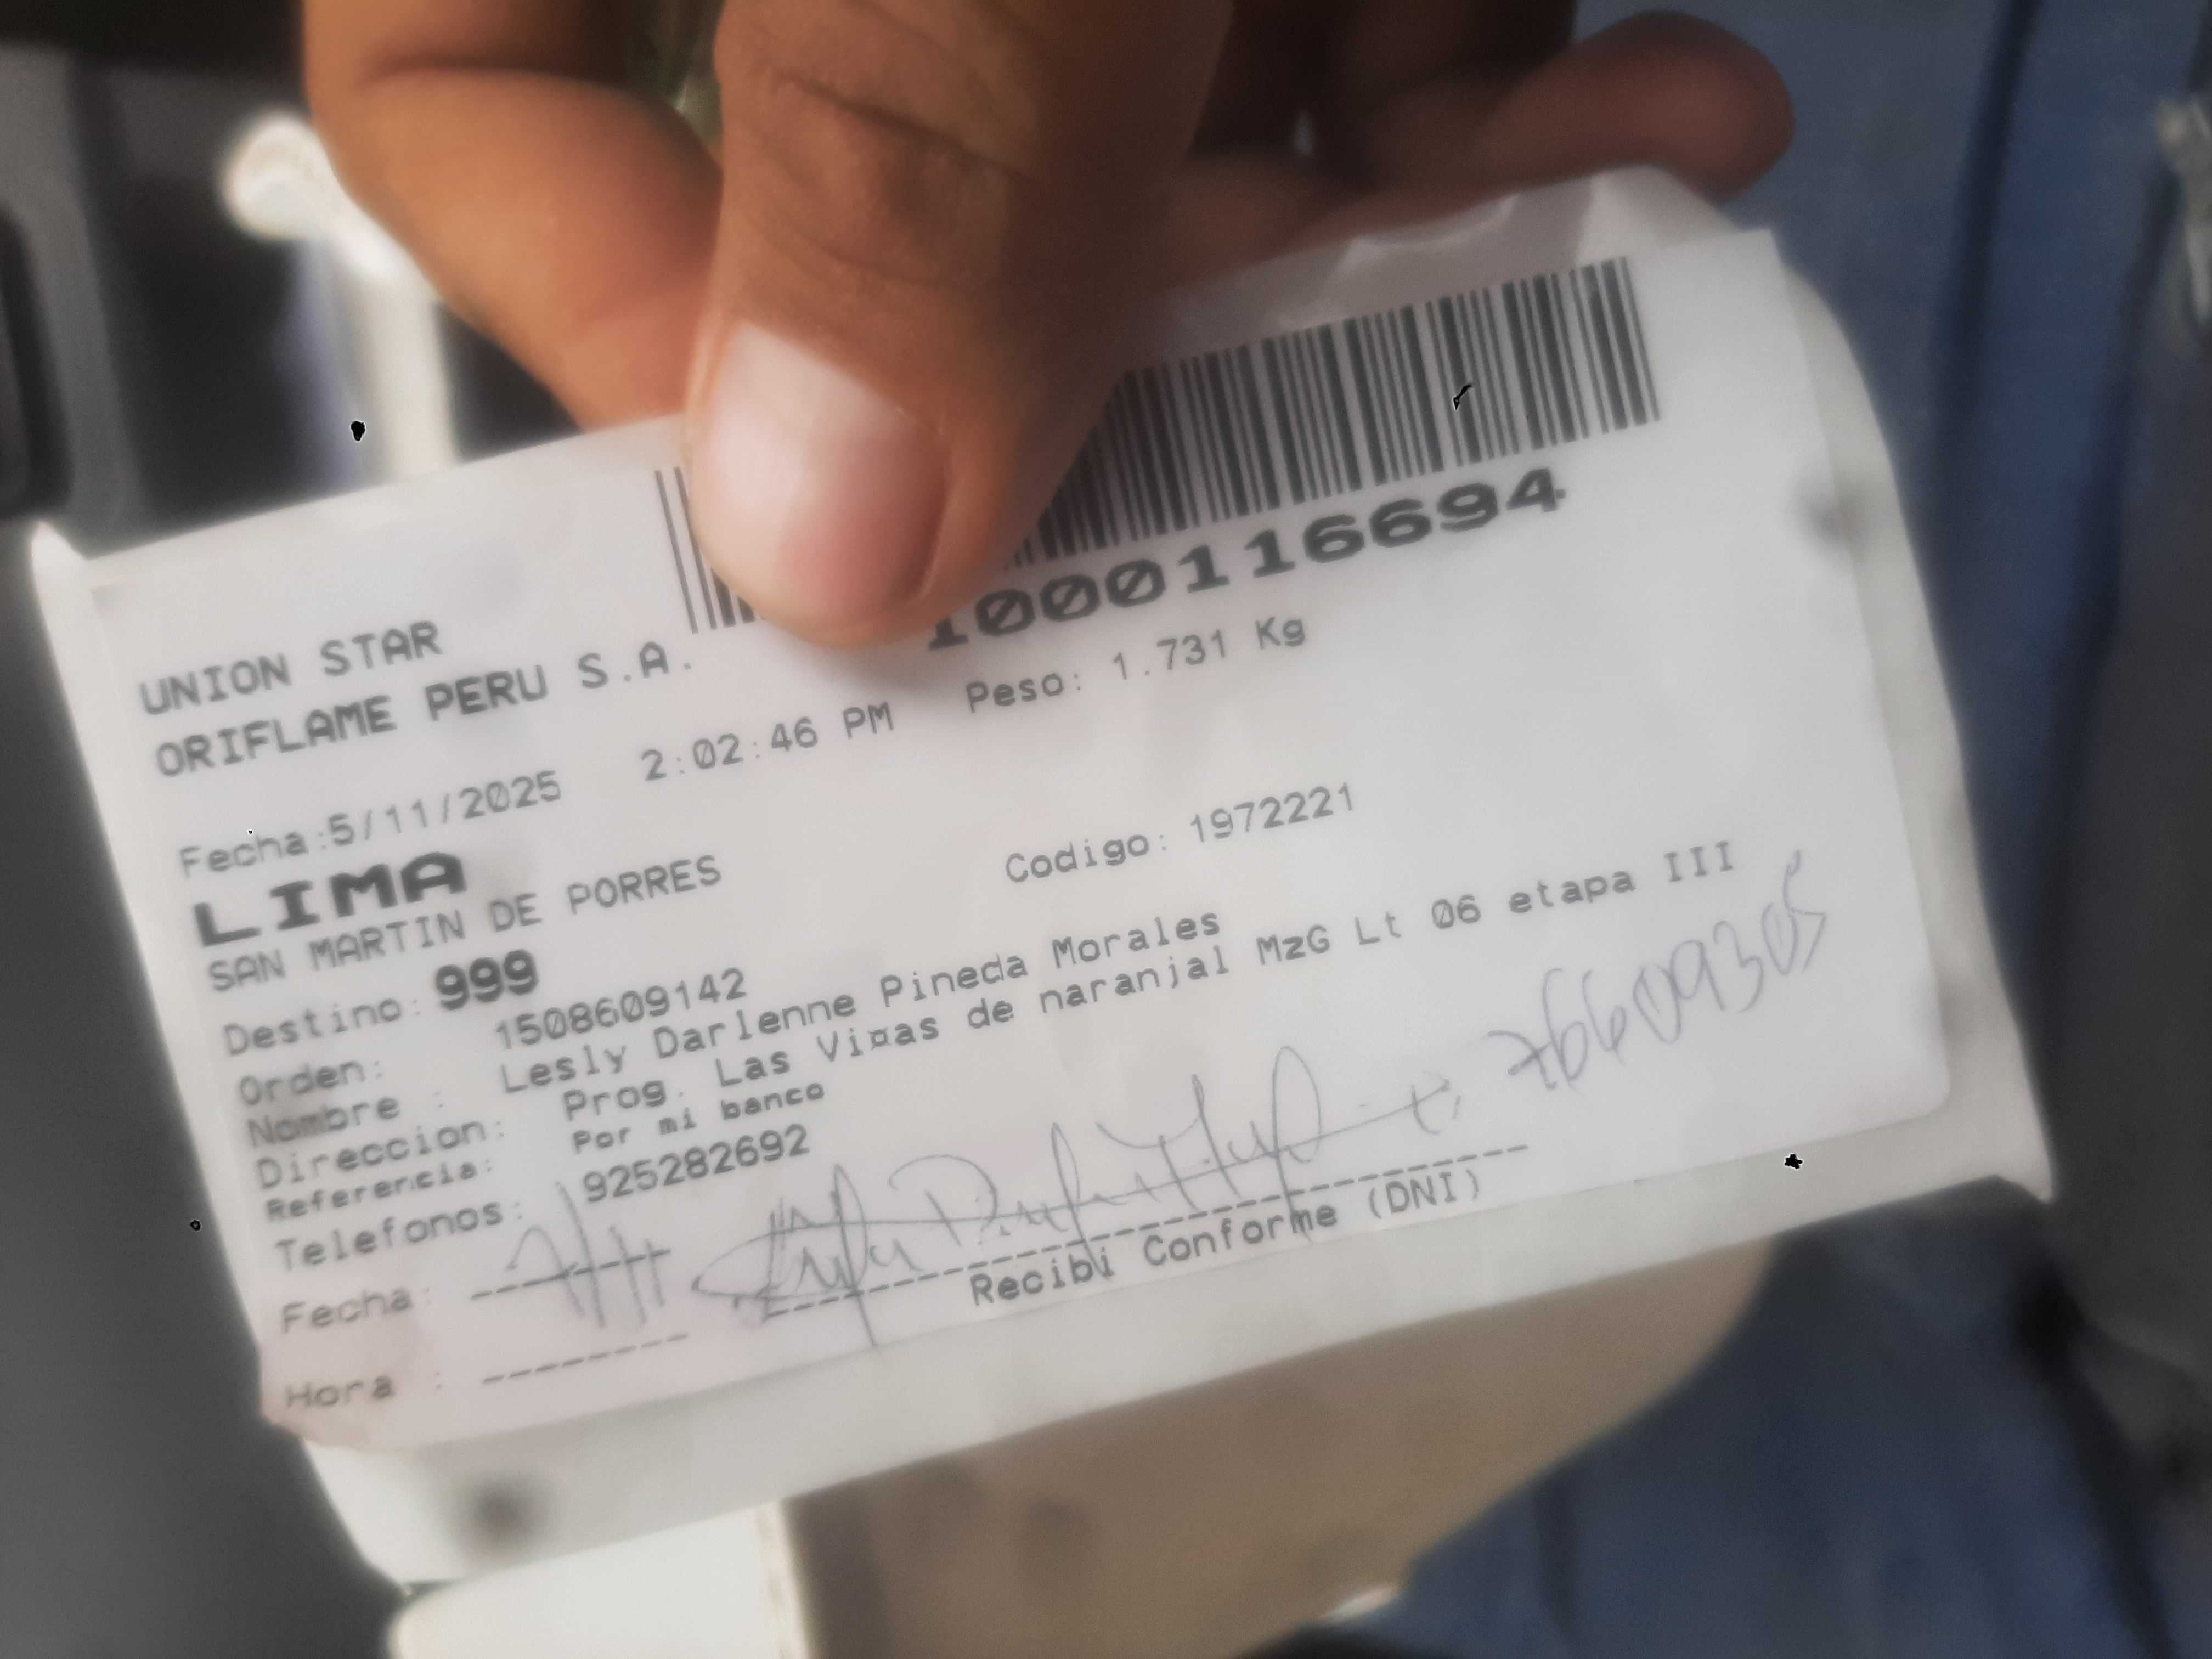 1000116694
UNION STAR
ORIFLAME PERU S.A.
Fecha:5/11/2025 2:02:46 PM Peso: 1.731 Kg
LIMA
SAN MARTIN DE PORRES Codigo: 1972221
Destino: 999
Orden: 1508609142
Nombre : Lesly Darlenne Pineda Morales
Direccion: Prog. Las Vi¤as de naranjal MzG Lt 06 etapa III
Referencia: Por mi banco
Telefonos: 925282692
76609305
Fecha:
Recibi Conforme (DNI)
Hora :